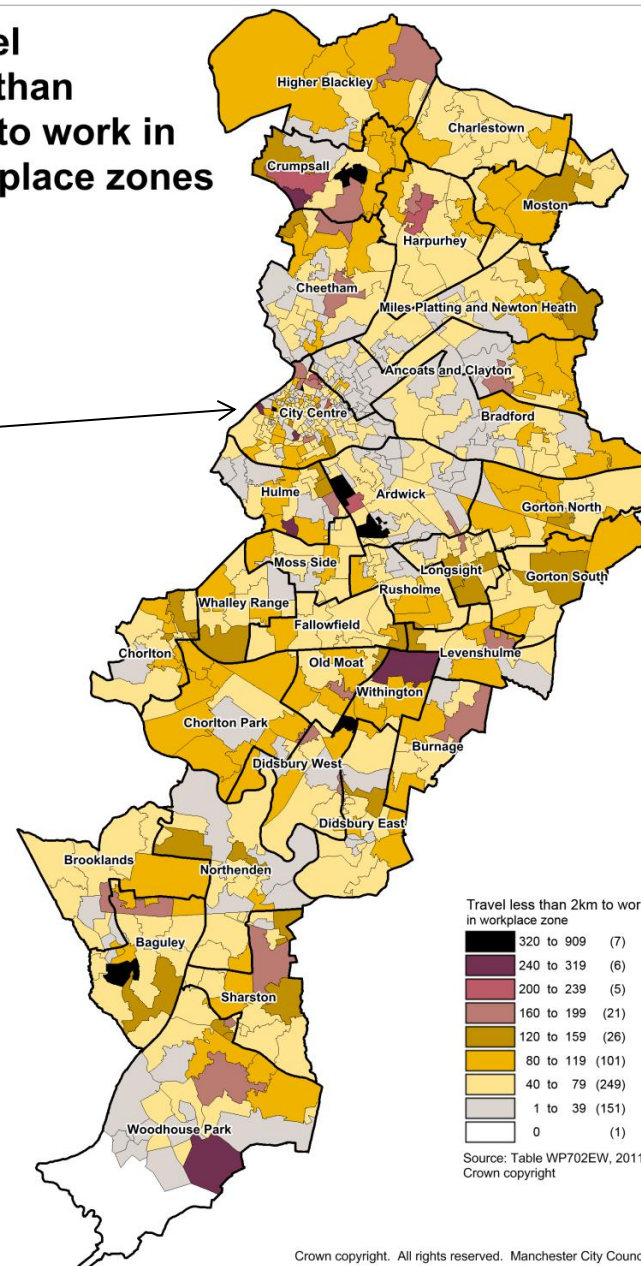 el
than
to work in
place zones
Higher Blackley
Charlestown
Crumpsall
Moston
Harpurhey
Cheetham
Miles Platting and Newton Heath
Ancoats and Clayton
City Centre
Bradford
Hulme
Ardwick
Gorton North
Moss Side
Longsight
Gorton South
Rusholme
Whalley Range
Fallowfield
Chorlton
Levenshulme
Old Moat
Withington
Chorlton Park
Burnage
Didsbury West
Didsbury East
Brooklands
Northenden
Baguley
Sharston
Woodhouse Park
Travel less than 2km to wor
in workplace zone
320 to 909 (7)
240 to 319 (6)
200 to 239 (5)
160 to 199 (21)
120 to 159 (26)
80 to 119 (101)
40 to 79 (249)
1 to 39 (151)
0 (1)
Source: Table WP702EW, 2011
Crown copyright
Crown copyright. All rights reserved. Manchester City Counc